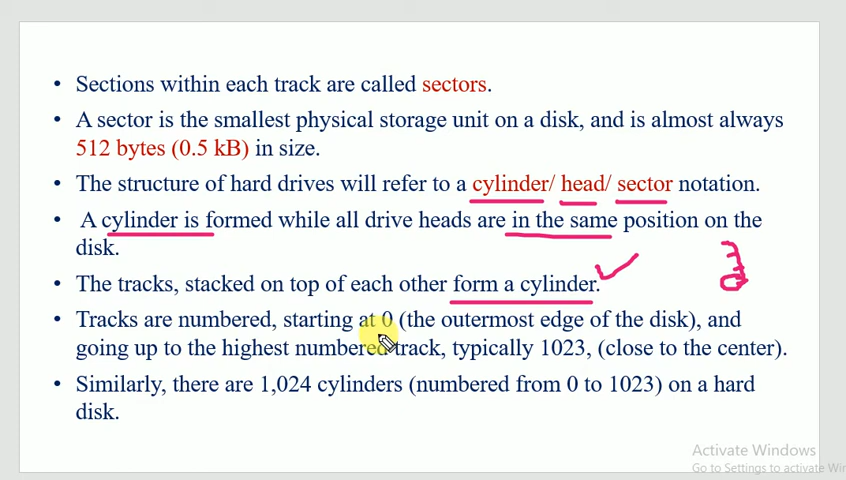 • Sections within each track are called sectors.
• A sector is the smallest physical storage unit on a disk, and is almost always
512 bytes (0.5 kB) in size.
• The structure of hard drives will refer to a cylinder/ head/ sector notation.
• A cylinder is formed while all drive heads are in the same position on the
disk.
• The tracks, stacked on top of each other form a cylinder.
• Tracks are numbered, starting at 0 (the outermost edge of the disk), and
going up to the highest numbered track, typically 1023, (close to the center).
• Similarly, there are 1,024 cylinders (numbered from 0 to 1023) on a hard
disk.
Activate Windows
Go to Settings to activate Wi